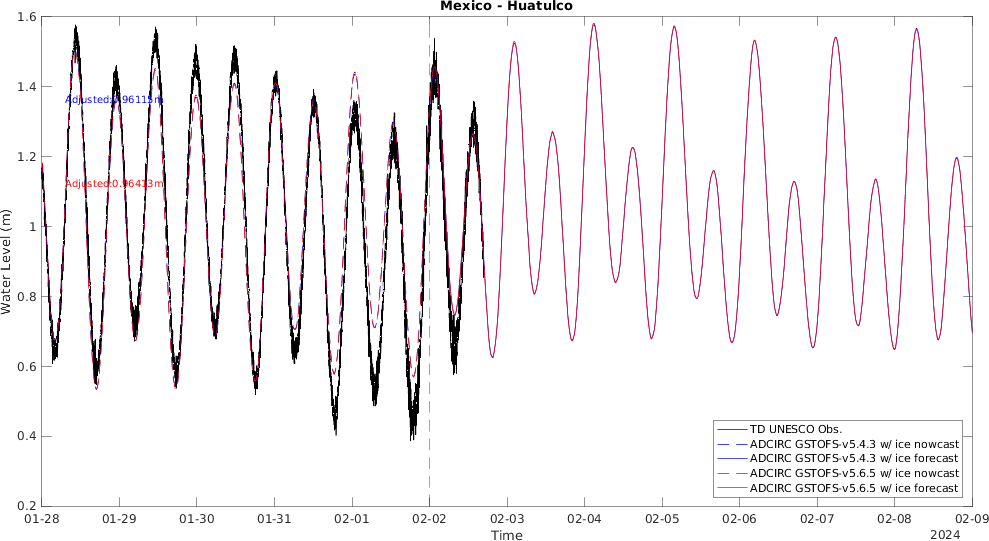 Mexico - Huatulco
1.6
1.4
1.2
1
0.8
0.6
0.4
0.2
Water Level (m)
Adjusted:0.96115m
Adjusted:0.96413m
TD UNESCO Obs.
ADCIRC GSTOFS-v5.4.3 w/ ice nowcast
ADCIRC GSTOFS-v5.4.3 w/ ice forecast
ADCIRC GSTOFS-v5.6.5 w/ ice nowcast
ADCIRC GSTOFS-v5.6.5 w/ ice forecast
01-28 01-29 01-30 01-31 02-01 02-02 02-03 02-04 02-05 02-06 02-07 02-08 02-09
Time
2024